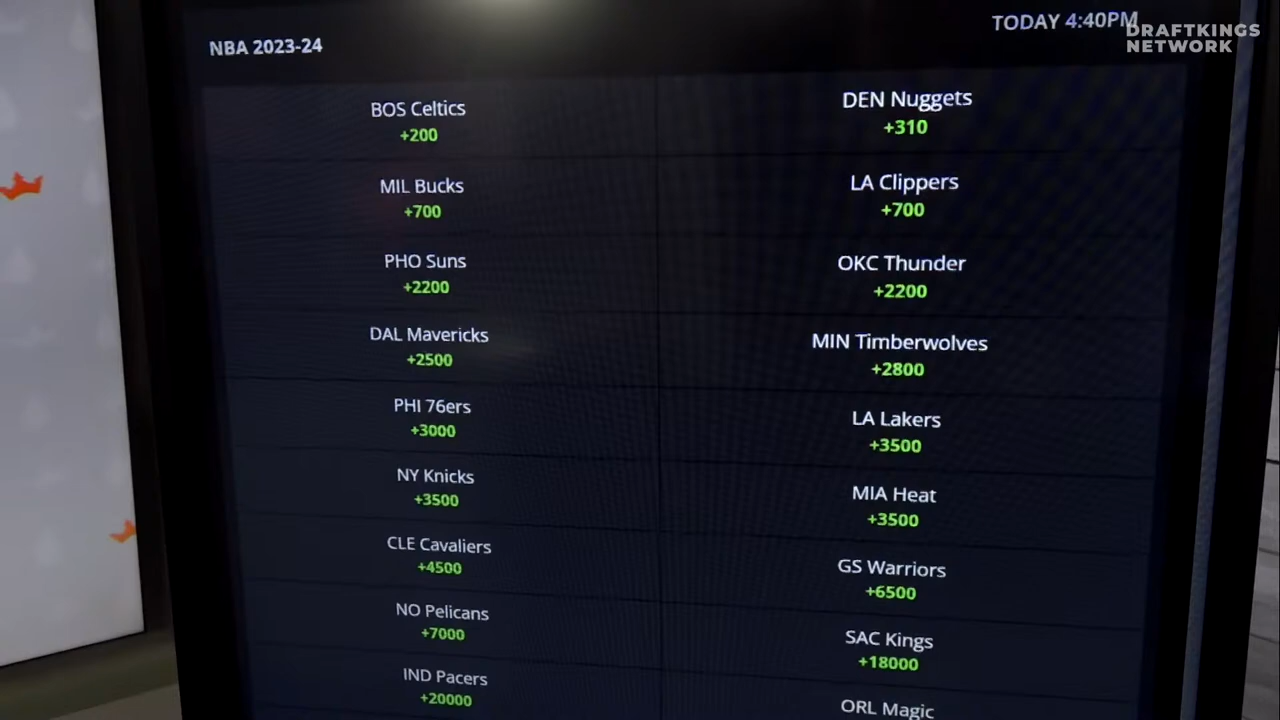 NBA 2023-24
TODAY 4:40PM
DRAFTKINGS
NETWORK
BOS Celtics
+200
DEN Nuggets
+310
MIL Bucks
+700
LA Clippers
+700
PHO Suns
+2200
OKC Thunder
+2200
DAL Mavericks
+2500
MIN Timberwolves
+2800
PHI 76ers
+3000
LA Lakers
+3500
NY Knicks
+3500
MIA Heat
+3500
CLE Cavaliers
+4500
GS Warriors
+6500
NO Pelicans
+7000
SAC Kings
+18000
IND Pacers
+20000
ORL Magic